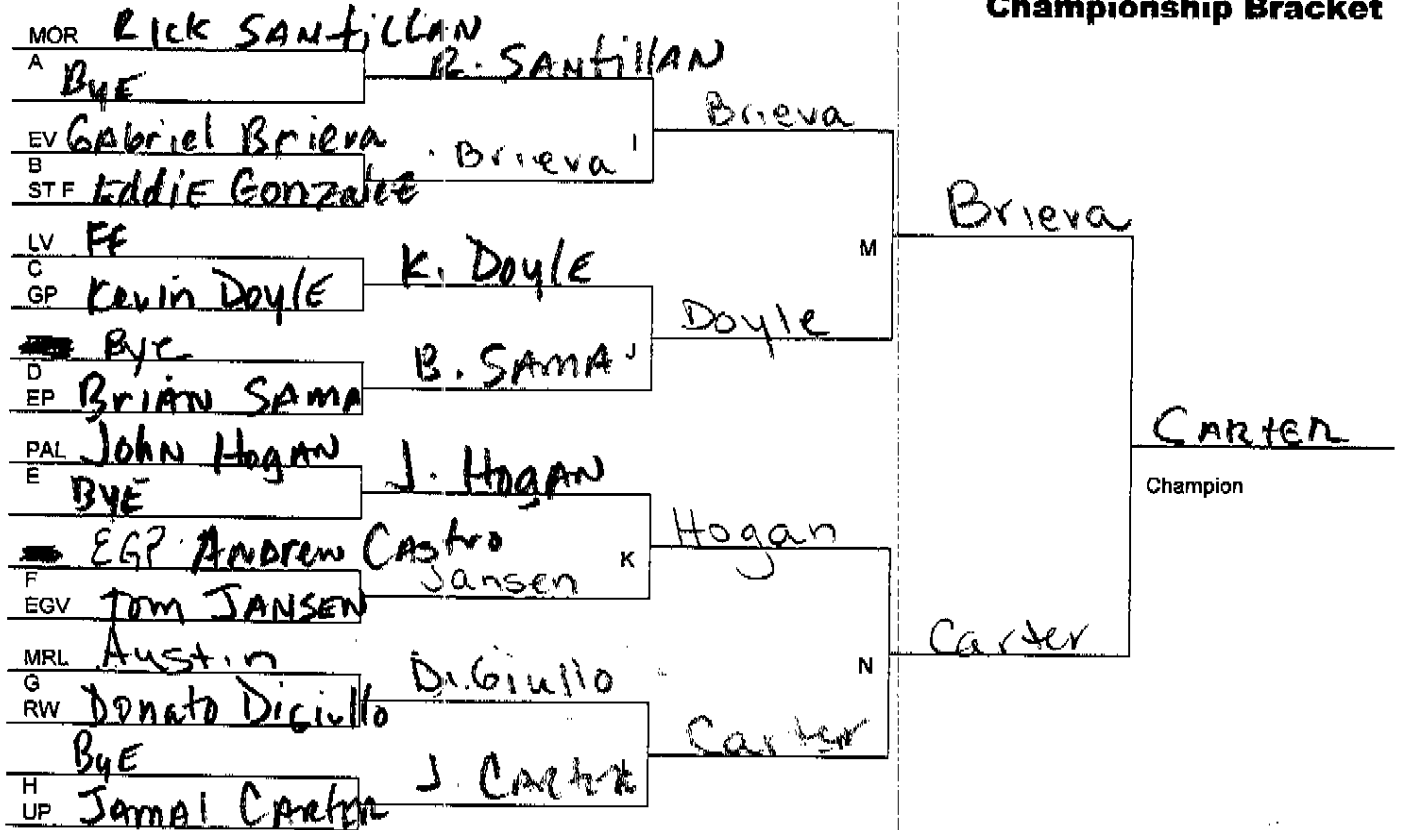 Championship Bracket
MOR Rick SANtiLLAN
A
ByE
R. SANtillAN
EV GAbriel Brieva
B
ST F EddiE GonzalEz
Brieva I
Brieva
LV FF
C
GP Kevin DoylE
K. DoylE
Bye
D
EP BriAN SAmA
B. SAmA J
Doyle
M
Brieva
PAL JohN HogAN
E
BYE
J. HogAN
EGP ANDrew CAstro
F
EGV Tom JANSEN
Jansen
K
Hogan
MRL Austin
G
RW Donato Digiullo
DiGiullo
ByE
H
UP JamAl CArtER
J. CArtER
Carter
N
Carter
CARtER
Champion